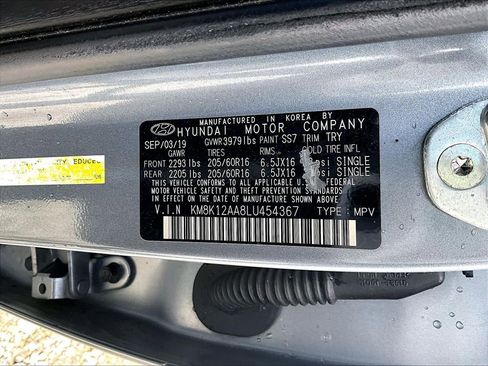 MANUFACTURED IN KOREA BY
HYUNDAI MOTOR COMPANY
SEP/03/19 GVWR3979lbs PAINT SS7 TRIM TRY
GAWR TIRES RIMS COLD TIRE INFL
FRONT 2293lbs 205/60R16 6.5JX16 psi SINGLE
REAR 2205lbs 205/60R16 6.5JX16 psi SINGLE
THIS VEHICLE CONFORMS TO ALL APPLICABLE
U.S. FEDERAL MOTOR VEHICLE SAFETY STANDARDS
IN EFFECT ON THE DATE OF MANUFACTURE
SHOWN ABOVE.
V.I.N KM8K12AA8LU454367 TYPE: MPV
REDUCED